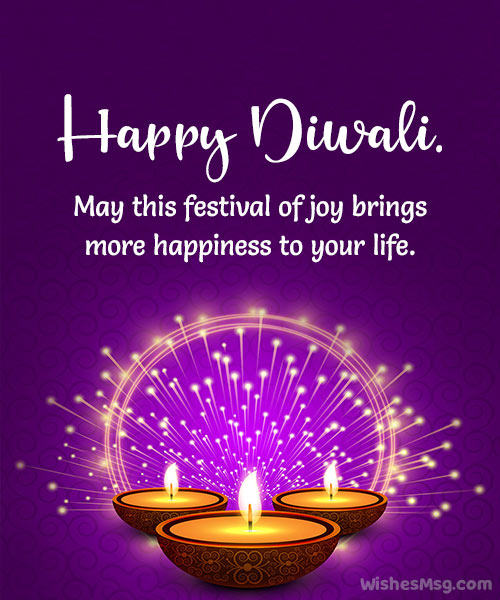 Happy Diwali.
May this festival of joy brings
more happiness to your life.
WishesMsg.com